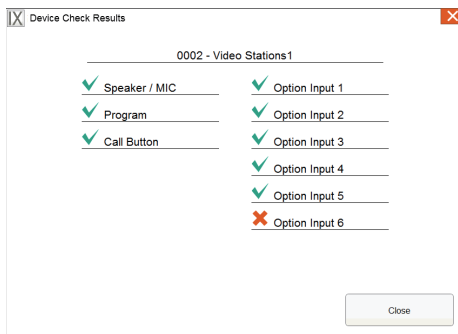 IX Device Check Results
0002 - Video Stations1
Speaker / MIC
Program
Call Button
Option Input 1
Option Input 2
Option Input 3
Option Input 4
Option Input 5
Option Input 6
Close